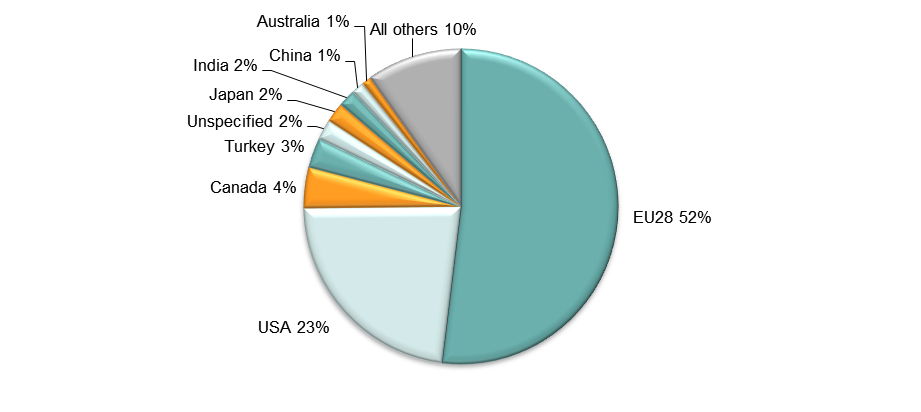 Australia 1%
All others 10%
China 1%
India 2%
Japan 2%
Unspecified 2%
Turkey 3%
Canada 4%
EU28 52%
USA 23%